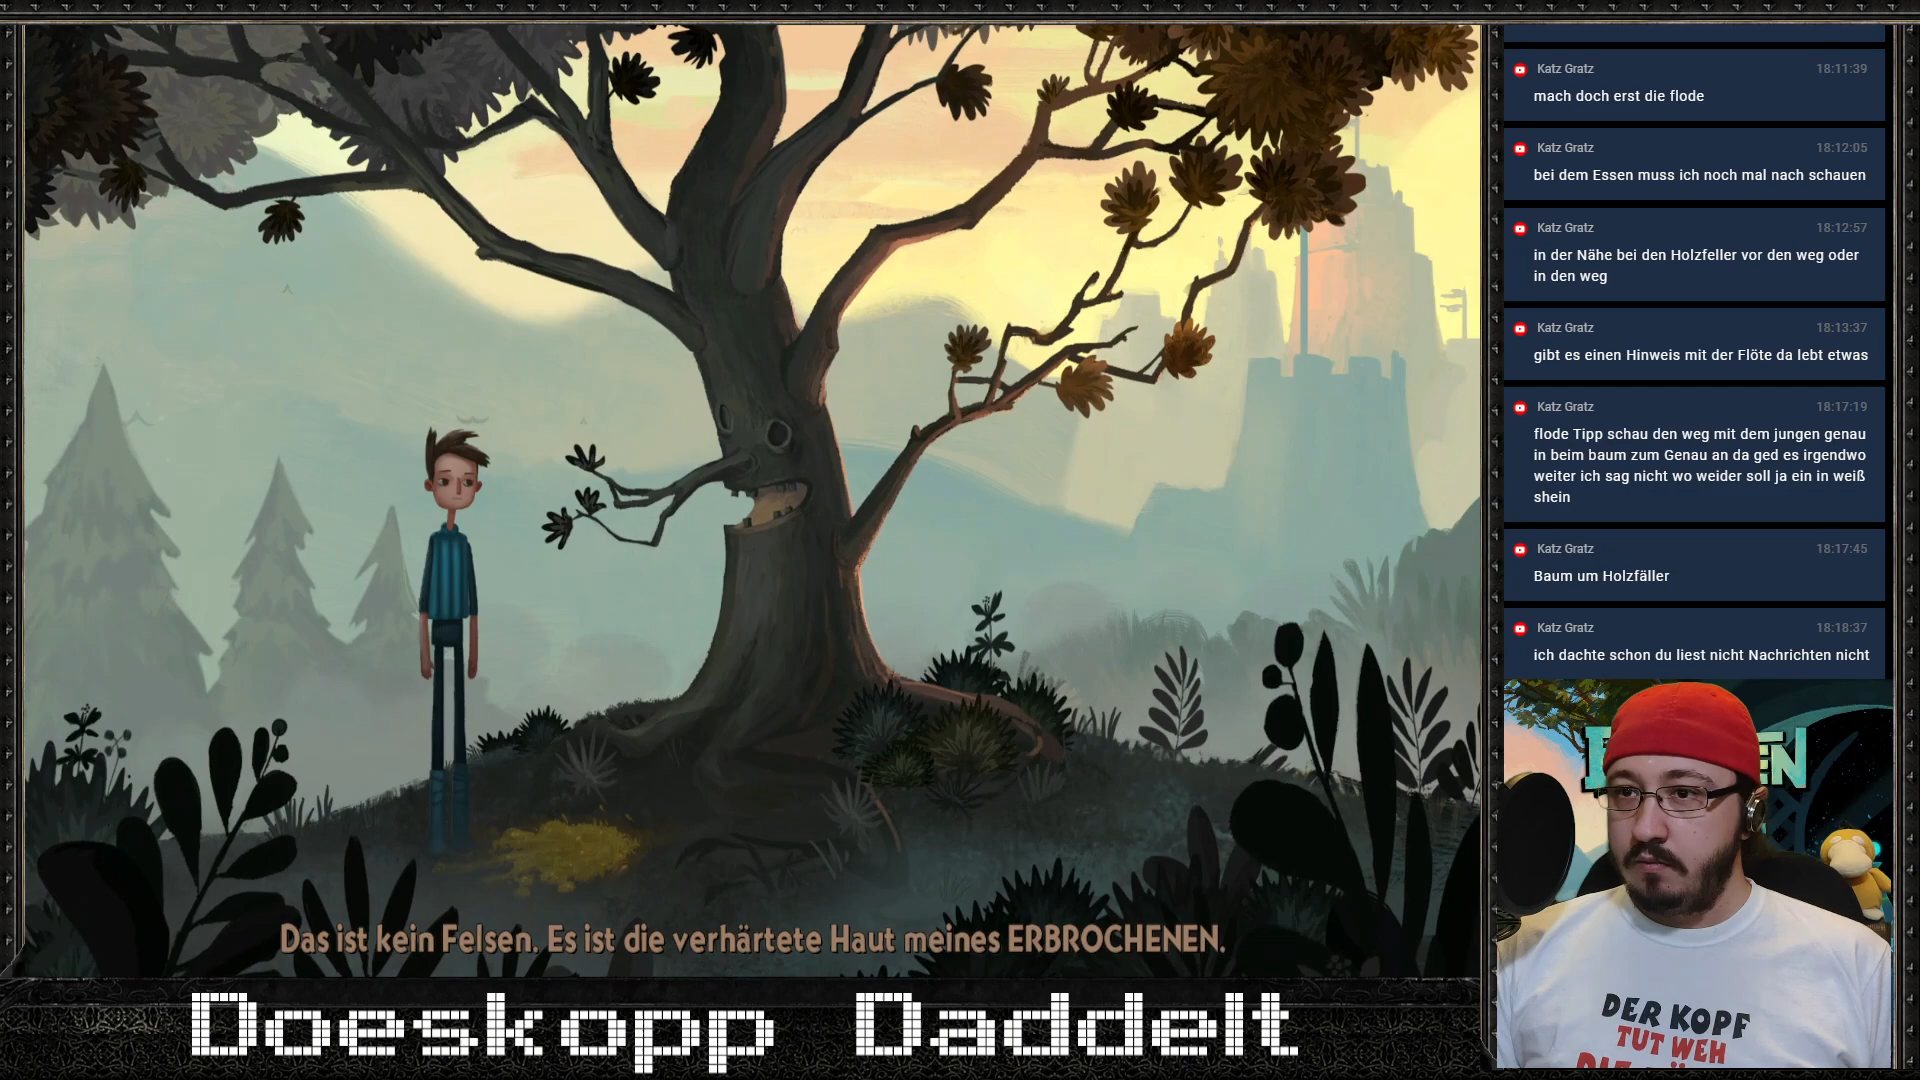 Katz Gratz 18:11:39
mach doch erst die flode
Katz Gratz 18:12:05
bei dem Essen muss ich noch mal nach schauen
Katz Gratz 18:12:57
in der Nähe bei den Holzfeller vor den weg oder
in den weg
Katz Gratz 18:13:37
gibt es einen Hinweis mit der Flöte da lebt etwas
Katz Gratz 18:17:19
flode Tipp schau den weg mit dem jungen genau
in beim baum zum Genau an da ged es irgendwo
weiter ich sag nicht wo weider soll ja ein in weiß
shein
Katz Gratz 18:17:45
Baum um Holzfäller
Katz Gratz 18:18:37
ich dachte schon du liest nicht Nachrichten nicht
Das ist kein Felsen. Es ist die verhärtete Haut meines ERBROCHENEN.
Doeskopp Daddelt
DER KOPF
TUT WEH